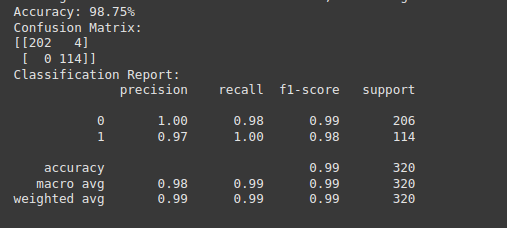 Accuracy: 98.75%
Confusion Matrix:
[[202   4]
 [  0 114]]
Classification Report:
              precision    recall  f1-score   support

           0       1.00      0.98      0.99       206
           1       0.97      1.00      0.98       114

    accuracy                           0.99       320
   macro avg       0.98      0.99      0.99       320
weighted avg       0.99      0.99      0.99       320